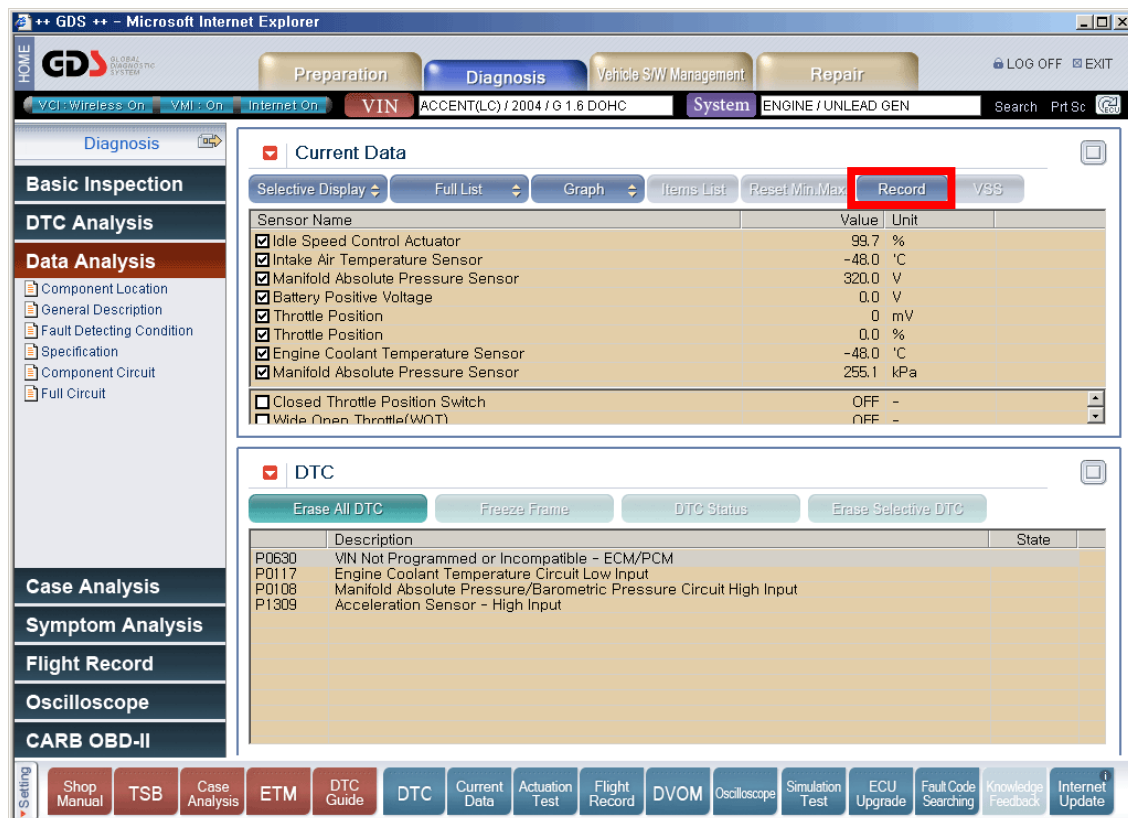 ++ GDS ++ - Microsoft Internet Explorer
HOME
GDS GLOBAL DIAGNOSTIC SYSTEM
Preparation Diagnosis Vehicle S/W Management Repair
LOG OFF EXIT
VCI : Wireless On VMI : On Internet On VIN ACCENT(LC) / 2004 / G 1.6 DOHC System ENGINE / UNLEAD GEN Search Prt Sc ECU
Diagnosis
Basic Inspection
DTC Analysis
Data Analysis
Component Location
General Description
Fault Detecting Condition
Specification
Component Circuit
Full Circuit
Case Analysis
Symptom Analysis
Flight Record
Oscilloscope
CARB OBD-II
Current Data
Selective Display Full List Graph Items List Reset Min.Max. Record VSS
Sensor Name Value Unit
Idle Speed Control Actuator 99.7 %
Intake Air Temperature Sensor -48.0 'C
Manifold Absolute Pressure Sensor 320.0 V
Battery Positive Voltage 0.0 V
Throttle Position 0 mV
Throttle Position 0.0 %
Engine Coolant Temperature Sensor -48.0 'C
Manifold Absolute Pressure Sensor 255.1 kPa
Closed Throttle Position Switch OFF -
Wide Open Throttle(WOT) OFF -
DTC
Erase All DTC Freeze Frame DTC Status Erase Selective DTC
Description State
P0630 VIN Not Programmed or Incompatible - ECM/PCM
P0117 Engine Coolant Temperature Circuit Low Input
P0108 Manifold Absolute Pressure/Barometric Pressure Circuit High Input
P1309 Acceleration Sensor - High Input
Setting
Shop Manual TSB Case Analysis ETM DTC Guide DTC Current Data Actuation Test Flight Record DVOM Oscilloscope Simulation Test ECU Upgrade Fault Code Searching Knowledge Feedback Internet Update